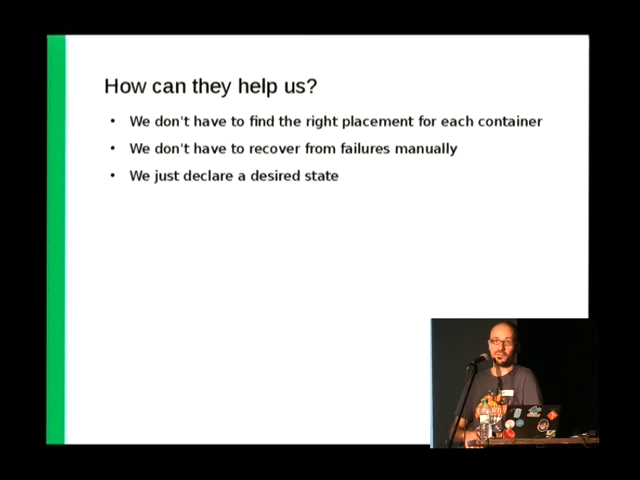 How can they help us?
• We don't have to find the right placement for each container
• We don't have to recover from failures manually
• We just declare a desired state